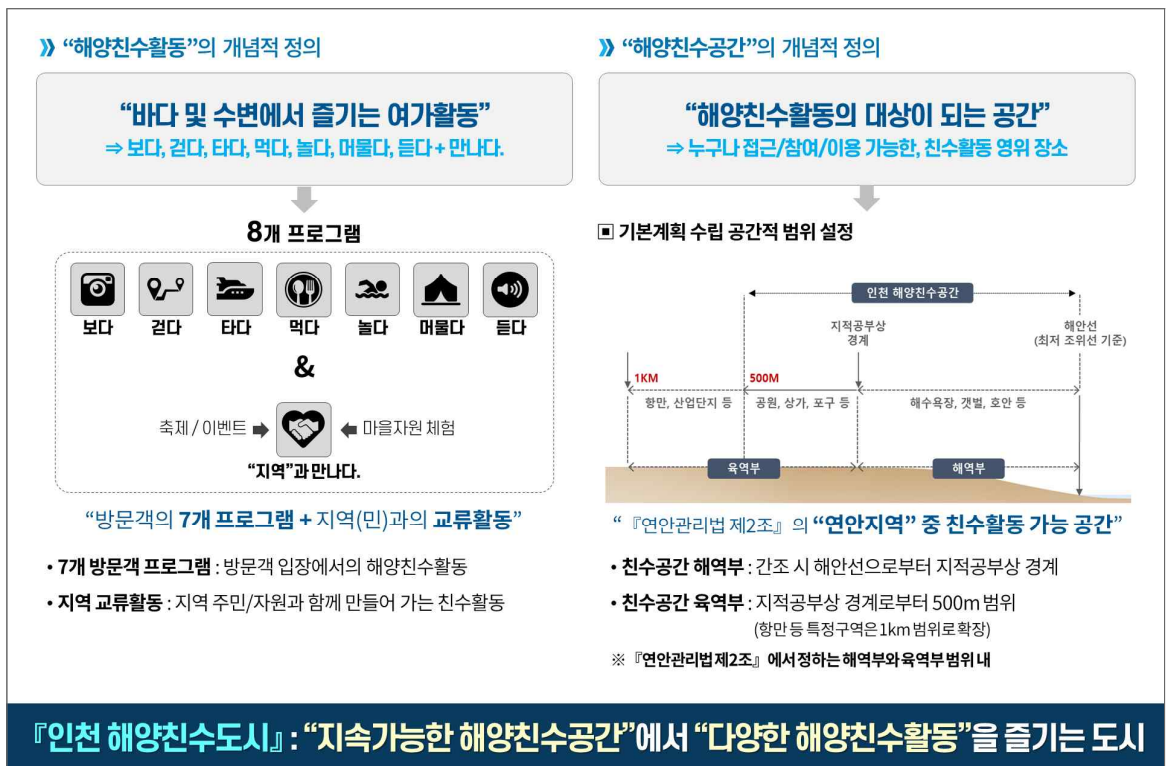 》 “해양친수활동”의 개념적 정의
“바다 및 수변에서 즐기는 여가활동”
⇒ 보다, 걷다, 타다, 먹다, 놀다, 머물다, 듣다 + 만나다.
8개 프로그램
보다 걷다 타다 먹다 놀다 머물다 듣다
&
축제 / 이벤트 마을자원 체험
“지역”과 만나다.
“방문객의 7개 프로그램 + 지역(민)과의 교류활동”
• 7개 방문객 프로그램 : 방문객 입장에서의 해양친수활동
• 지역 교류활동 : 지역 주민/자원과 함께 만들어 가는 친수활동
》 “해양친수공간”의 개념적 정의
“해양친수활동의 대상이 되는 공간”
⇒ 누구나 접근/참여/이용 가능한, 친수활동 영위 장소
▣ 기본계획 수립 공간적 범위 설정
인천 해양친수공간
지적공부상
경계
해안선
(최저 조위선 기준)
1KM 500M
항만, 산업단지 등 공원, 상가, 포구 등 해수욕장, 갯벌, 호안 등
육역부 해역부
“ 『연안관리법 제2조』의 “연안지역” 중 친수활동 가능 공간”
• 친수공간 해역부 : 간조 시 해안선으로부터 지적공부상 경계
• 친수공간 육역부 : 지적공부상 경계로부터 500m 범위
(항만 등 특정구역은 1km 범위로 확장)
※ 『연안관리법 제2조』에서 정하는 해역부와 육역부 범위 내
『인천 해양친수도시』 : “지속가능한 해양친수공간”에서 “다양한 해양친수활동”을 즐기는 도시